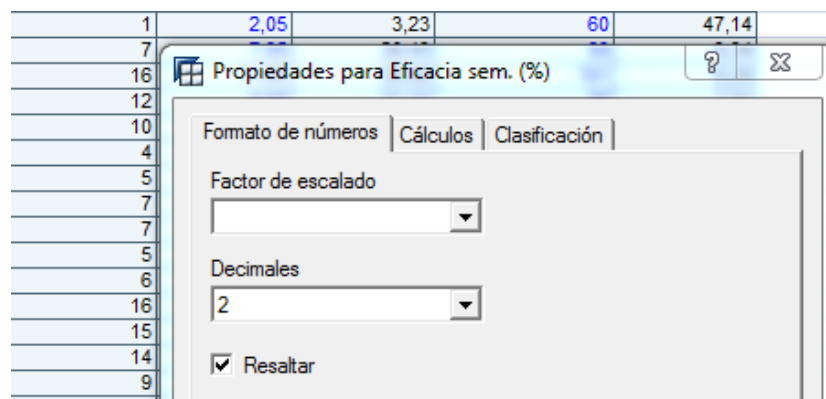 1 2,05 3,23 60 47,14
7
Propiedades para Eficacia sem. (%)
16
12
10
Formato de números Cálculos Clasificación
4
5
Factor de escalado
7
7
5
Decimales
6
16
2
15
14
Resaltar
9